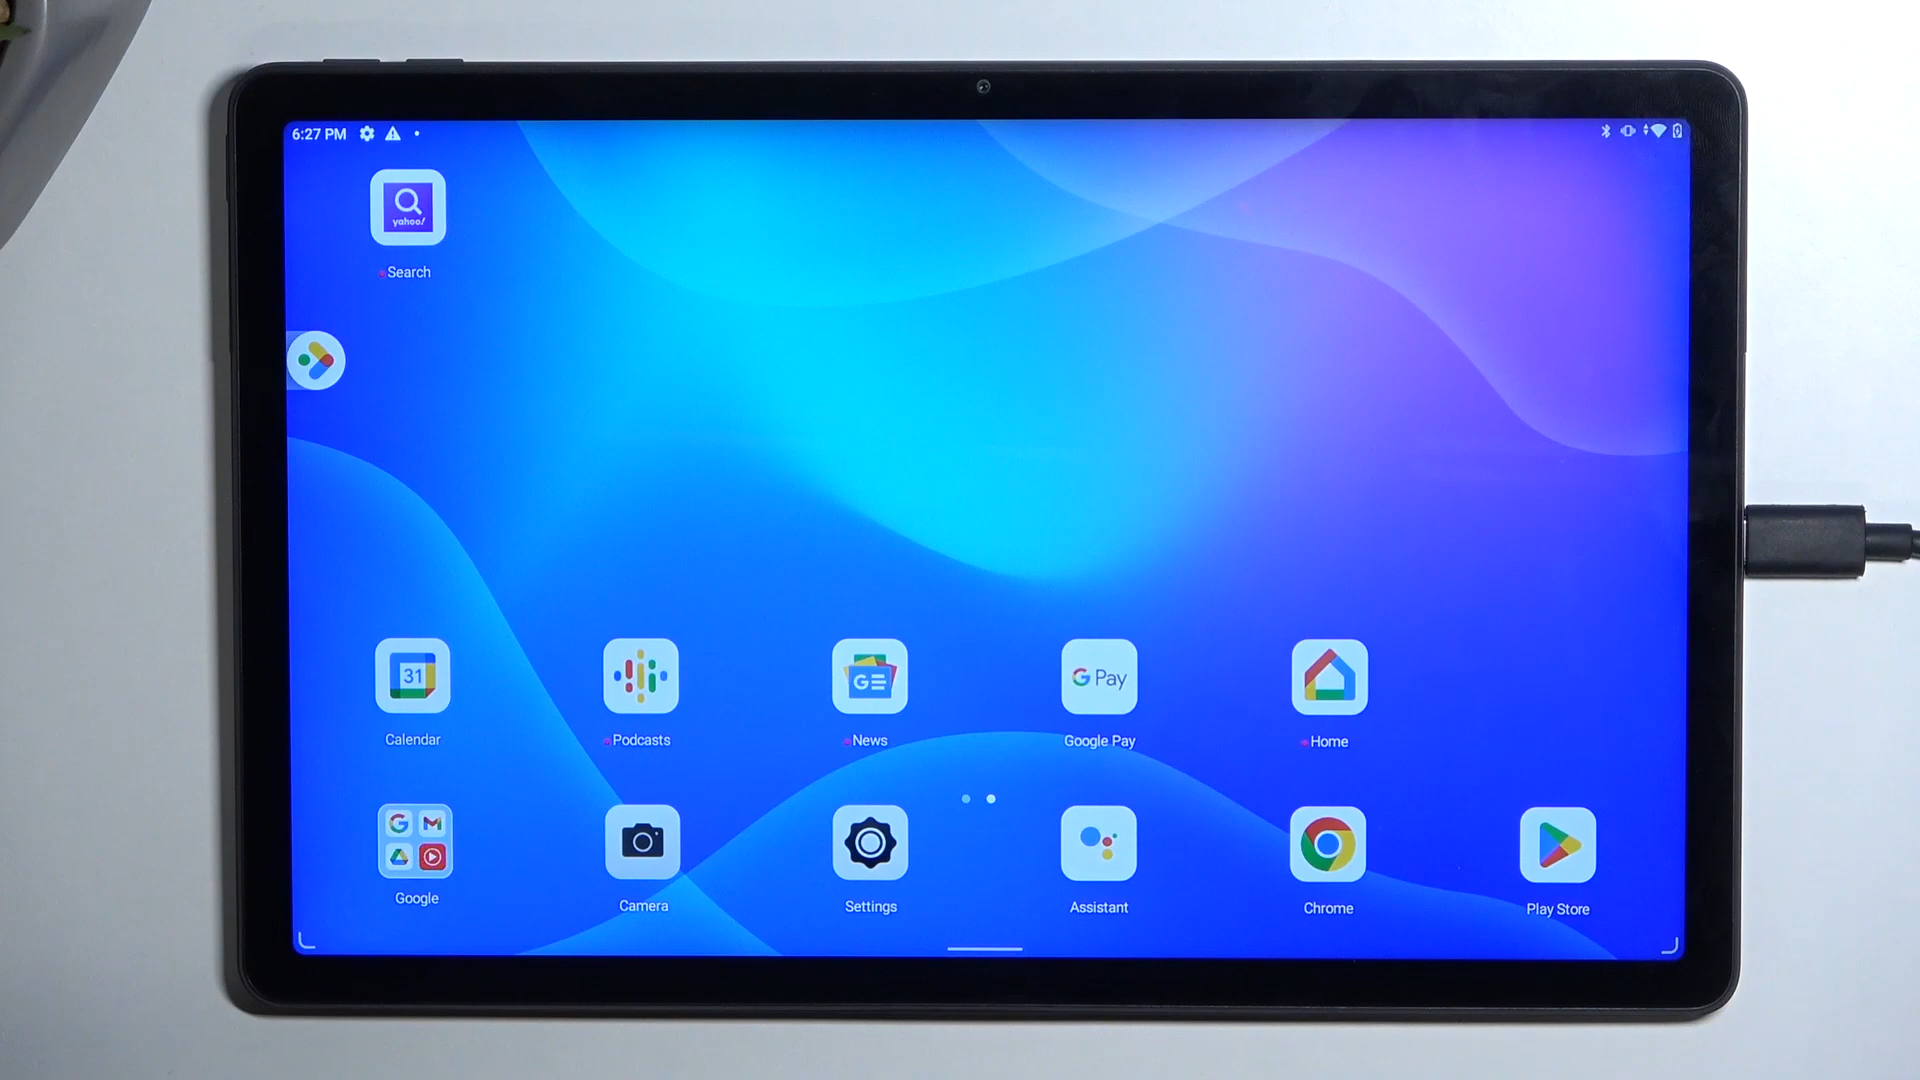 6:27 PM
yahoo!
Search
31
GE
G Pay
Calendar
Podcasts
News
Google Pay
Home
G M
Google
Camera
Settings
Assistant
Chrome
Play Store